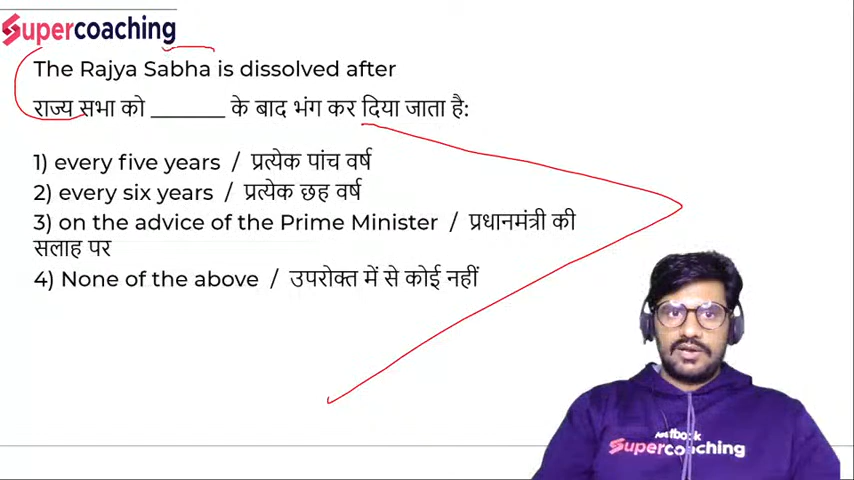 Supercoaching
The Rajya Sabha is dissolved after
राज्य सभा को _______ के बाद भंग कर दिया जाता है:
1) every five years / प्रत्येक पांच वर्ष
2) every six years / प्रत्येक छह वर्ष
3) on the advice of the Prime Minister / प्रधानमंत्री की
सलाह पर
4) None of the above / उपरोक्त में से कोई नहीं
Supercoaching